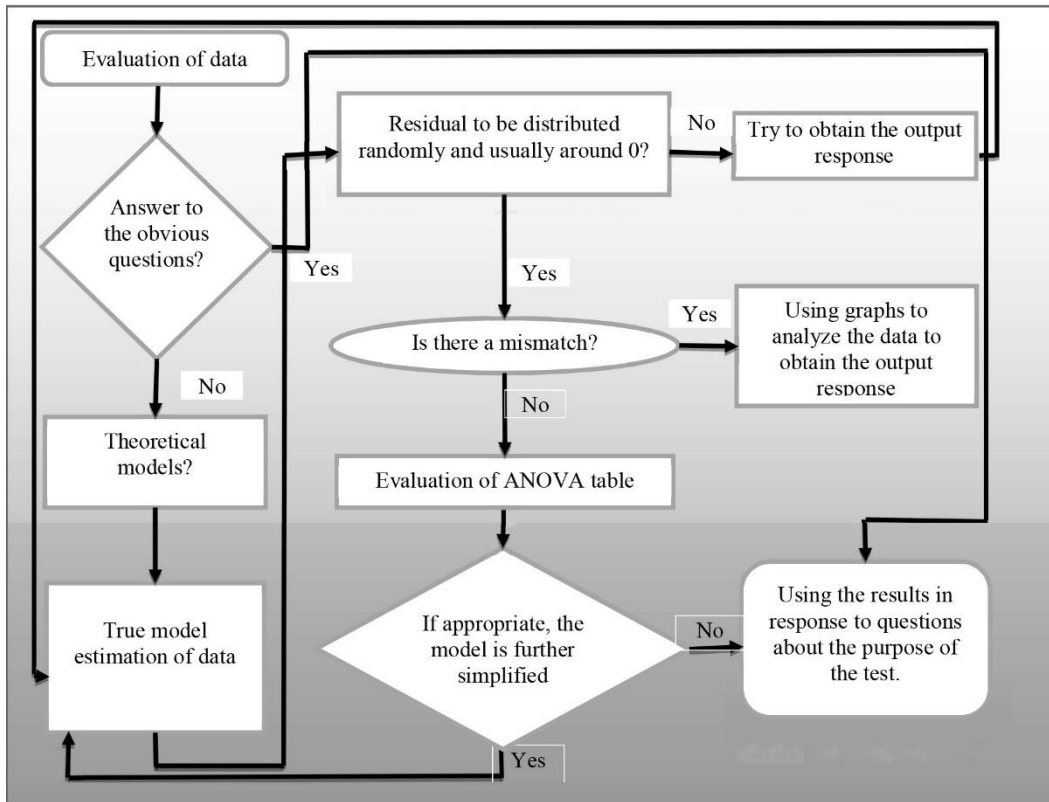 Evaluation of data
Answer to
the obvious
questions?
Yes
No
Theoretical
models?
True model
estimation of data
Residual to be distributed
randomly and usually around 0?
No
Try to obtain the output
response
Yes
Is there a mismatch?
Yes
Using graphs to
analyze the data to
obtain the output
response
No
Evaluation of ANOVA table
If appropriate, the
model is further
simplified
No
Yes
Using the results in
response to questions
about the purpose of
the test.